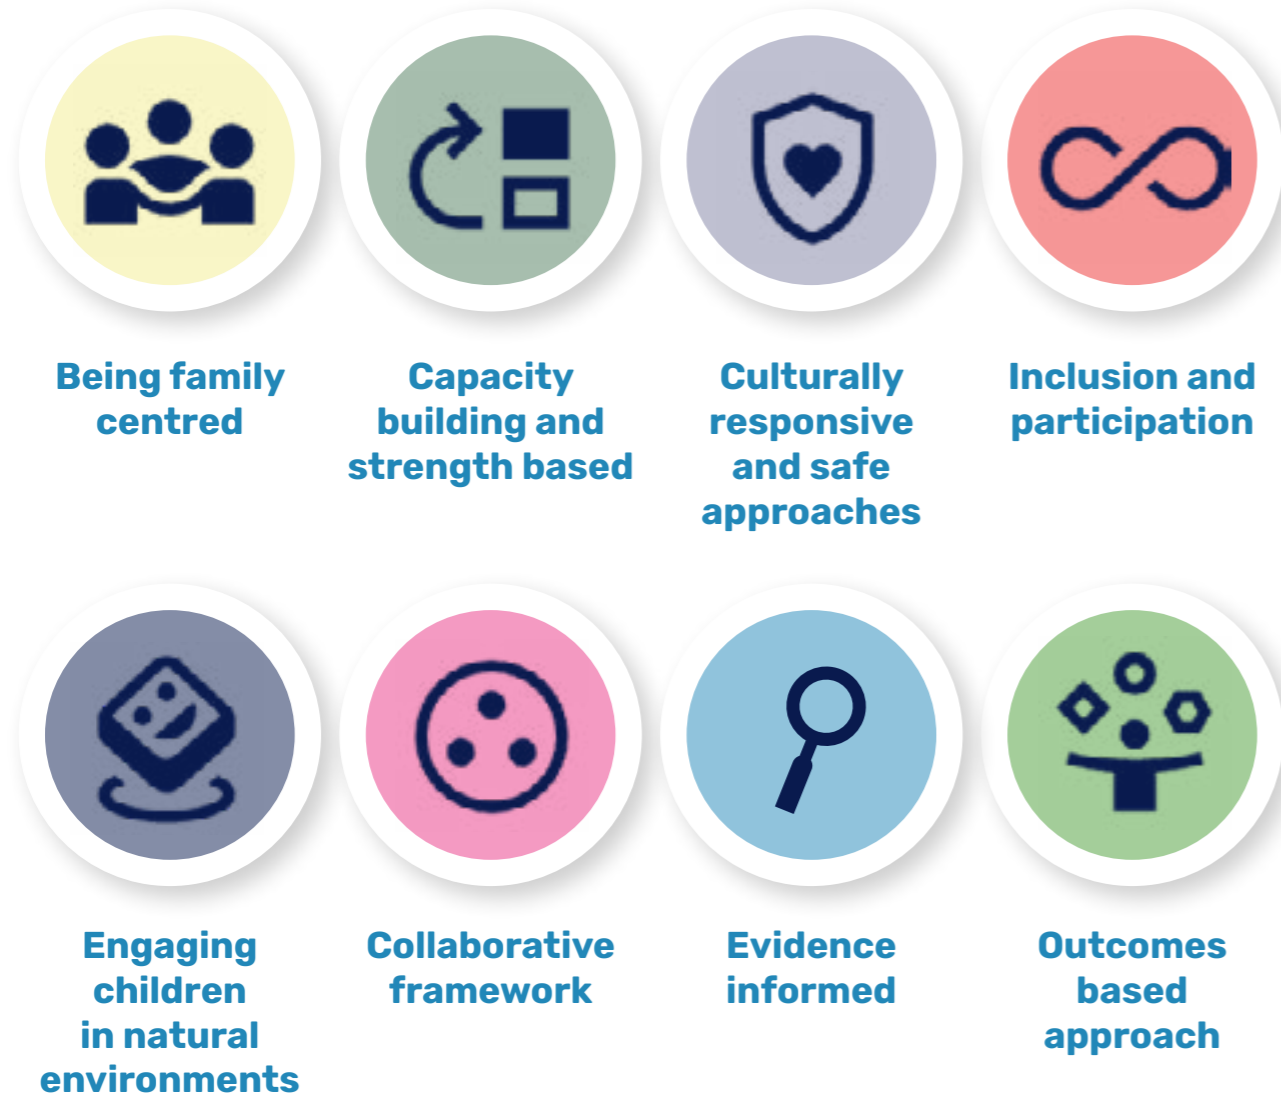 Being family
centred
Capacity
building and
strength based
Culturally
responsive
and safe
approaches
Inclusion and
participation
Engaging
children
in natural
environments
Collaborative
framework
Evidence
informed
Outcomes
based
approach